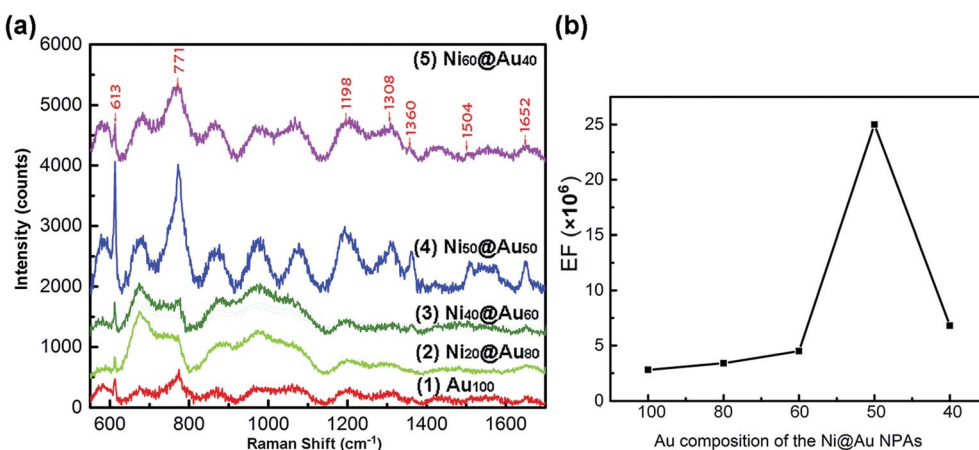 (a)
6000
5000
4000
3000
2000
1000
0
Intensity (counts)
613
771
1198
1308
1360
1504
1652
(5) Ni60@Au40
(4) Ni50@Au50
(3) Ni40@Au60
(2) Ni20@Au80
(1) Au100
600 800 1000 1200 1400 1600
Raman Shift (cm-1)
(b)
EF (×10⁶)
25
20
15
10
5
0
100 80 60 50 40
Au composition of the Ni@Au NPAs